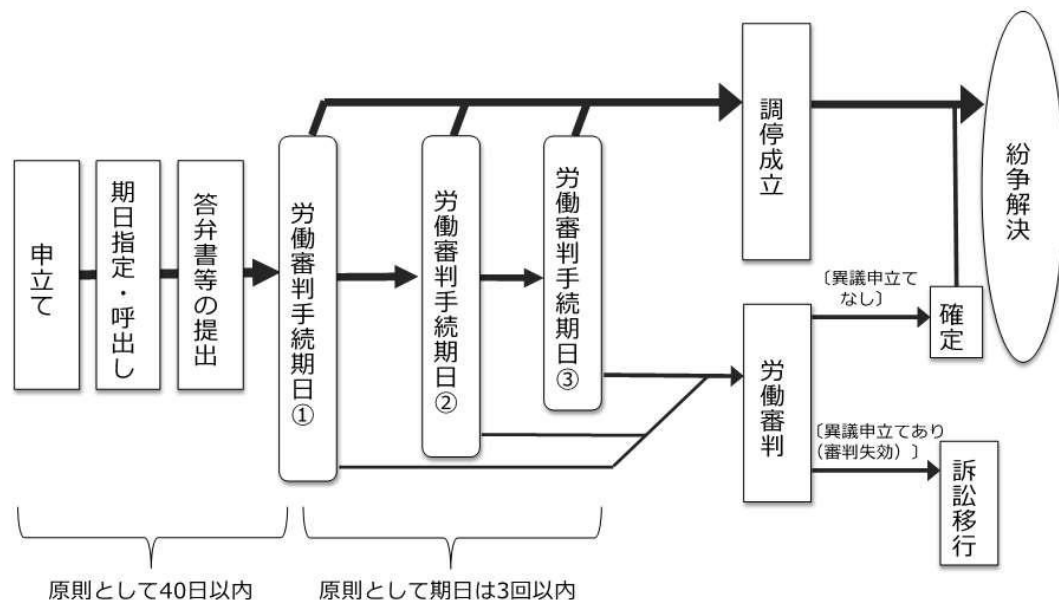 申立て
期日指定・呼出し
答弁書等の提出
労働審判手続期日①
労働審判手続期日②
労働審判手続期日③
調停成立
紛争解決
〔異議申立て
なし〕
確定
労働審判
〔異議申立てあり
(審判失効)〕
訴訟移行
原則として40日以内
原則として期日は3回以内